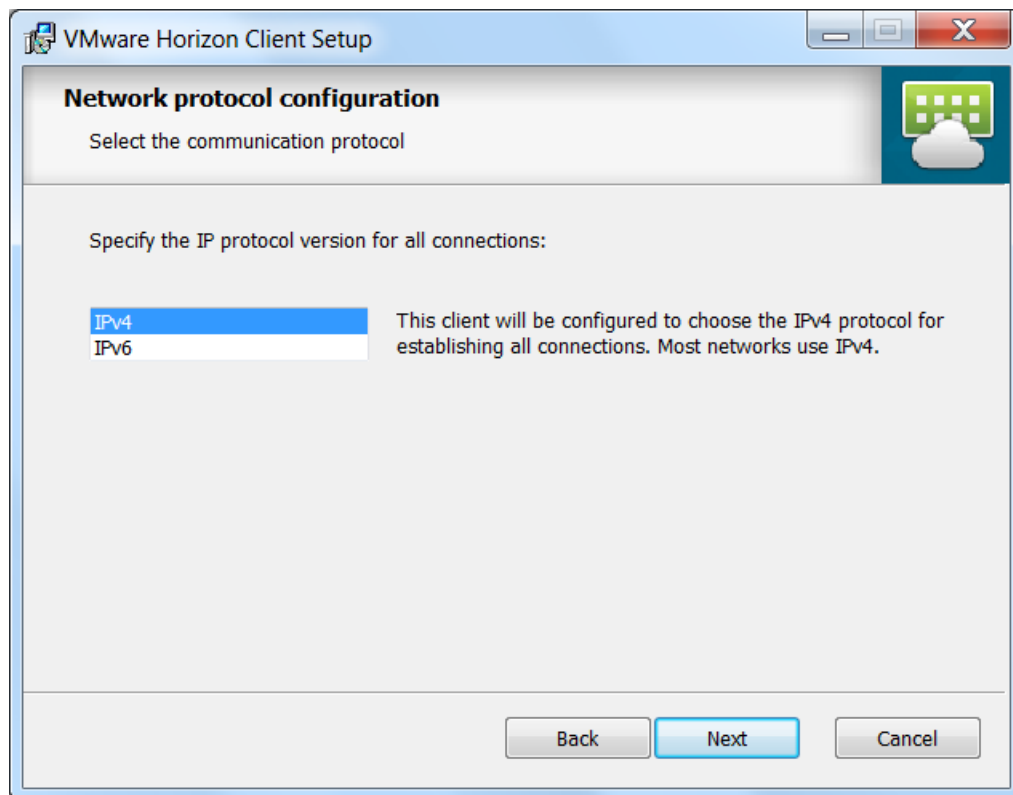 VMware Horizon Client Setup
Network protocol configuration
Select the communication protocol
Specify the IP protocol version for all connections:
IPv4
IPv6
This client will be configured to choose the IPv4 protocol for
establishing all connections. Most networks use IPv4.
Back
Next
Cancel